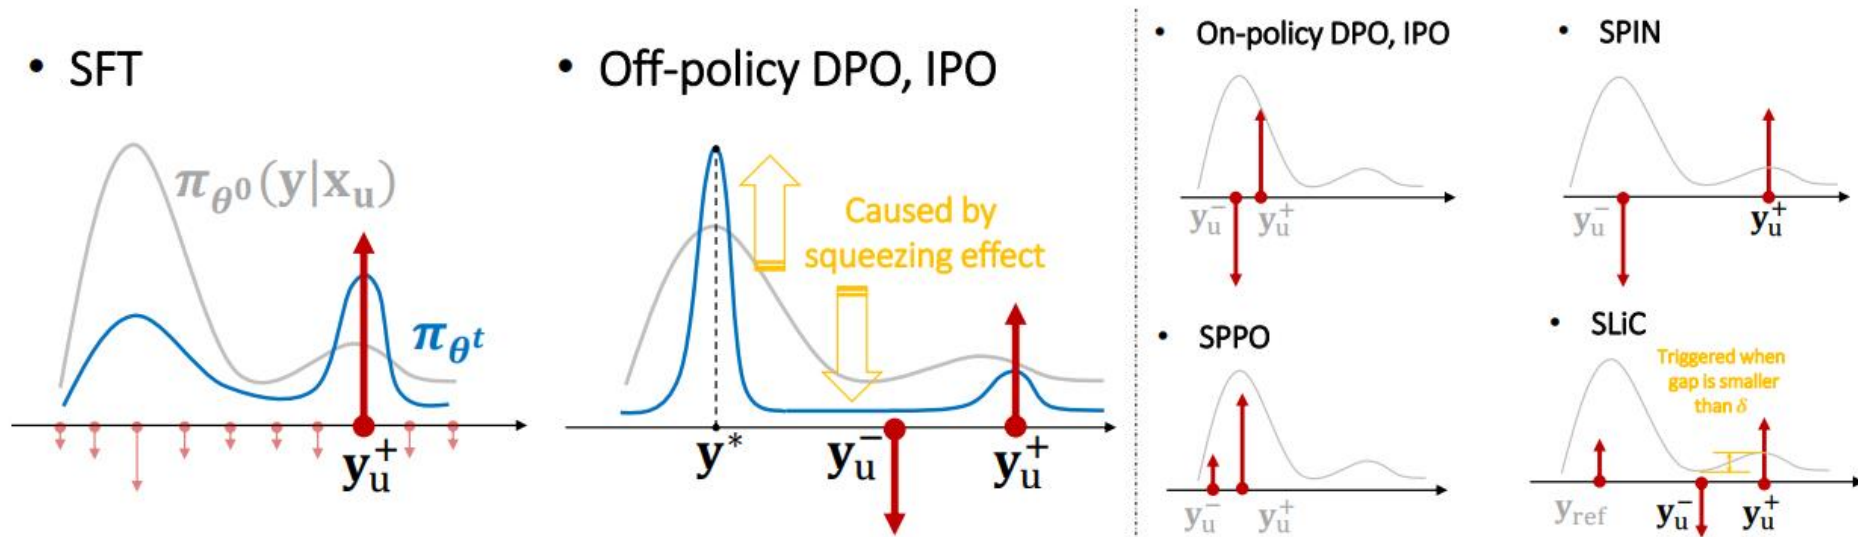 • SFT
π_θ⁰(y|x_u)
π_θᵗ
y_u⁺
• Off-policy DPO, IPO
Caused by
squeezing effect
y*
y_u⁻
y_u⁺
• On-policy DPO, IPO
y_u⁻
y_u⁺
• SPIN
y_u⁻
y_u⁺
• SPPO
y_u⁻
y_u⁺
• SLiC
Triggered when
gap is smaller
than δ
y_ref
y_u⁻
y_u⁺